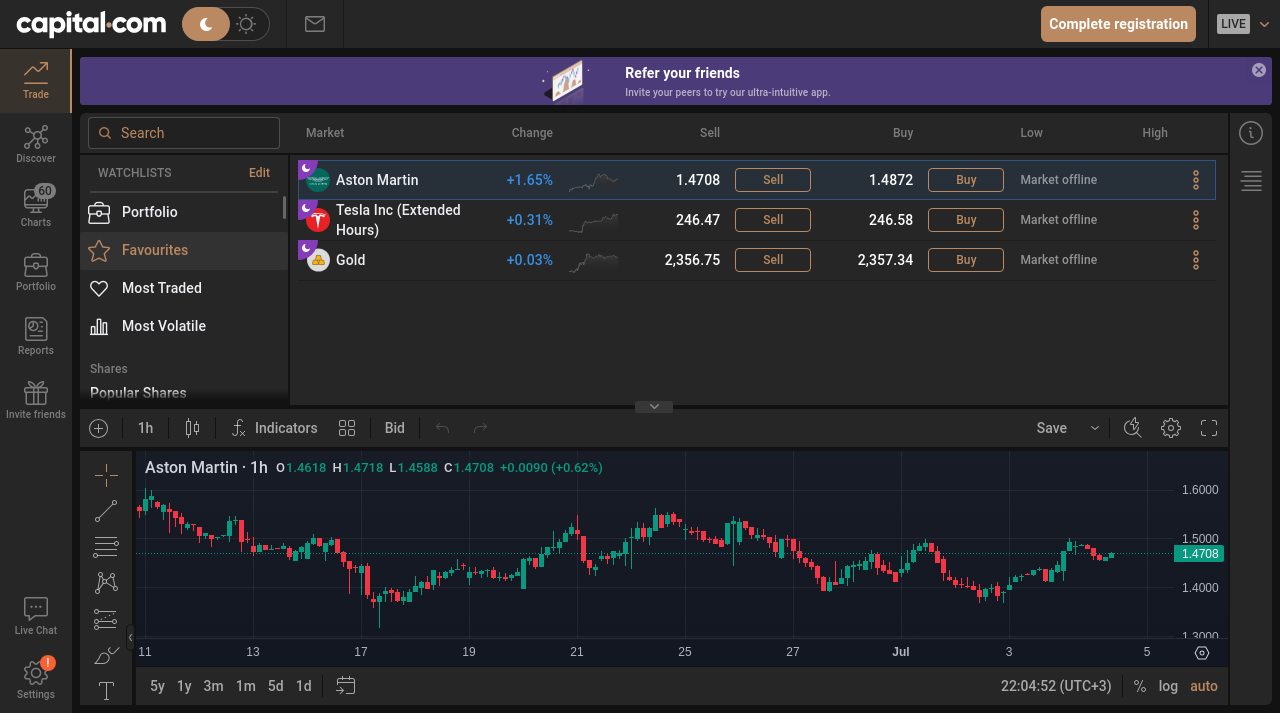 capital.com
Complete registration
LIVE
Refer your friends
Invite your peers to try our ultra-intuitive app.
Trade
Discover
60
Charts
Portfolio
Reports
Invite friends
Live Chat
!
Settings
Search
WATCHLISTS
Edit
Portfolio
Favourites
Most Traded
Most Volatile
Shares
Popular Shares
Market Change Sell Buy Low High
Aston Martin +1.65% 1.4708 Sell 1.4872 Buy Market offline
Tesla Inc (Extended
Hours) +0.31% 246.47 Sell 246.58 Buy Market offline
Gold +0.03% 2,356.75 Sell 2,357.34 Buy Market offline
1h Indicators Bid Save
Aston Martin · 1h O1.4618 H1.4718 L1.4588 C1.4708 +0.0090 (+0.62%)
1.6000
1.5000
1.4708
1.4000
1.3000
11 13 17 19 21 25 27 Jul 3 5
T
5y 1y 3m 1m 5d 1d 22:04:52 (UTC+3) % log auto